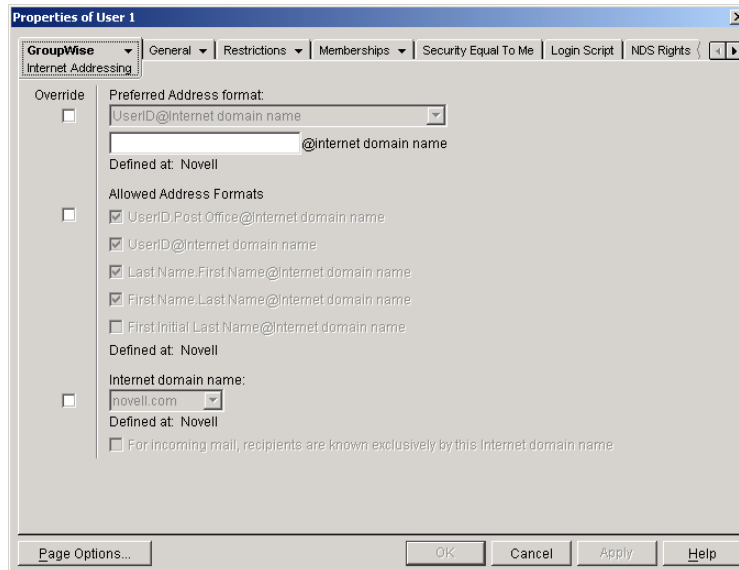 Properties of User 1
GroupWise General Restrictions Memberships Security Equal To Me Login Script NDS Rights
Internet Addressing
Override Preferred Address format:
UserID@Internet domain name
@internet domain name
Defined at: Novell
Allowed Address Formats
UserID.Post Office@Internet domain name
UserID@Internet domain name
Last Name.First Name@Internet domain name
First Name.Last Name@Internet domain name
First Initial Last Name@Internet domain name
Defined at: Novell
Internet domain name:
novell.com
Defined at: Novell
For incoming mail, recipients are known exclusively by this Internet domain name
Page Options... OK Cancel Apply Help